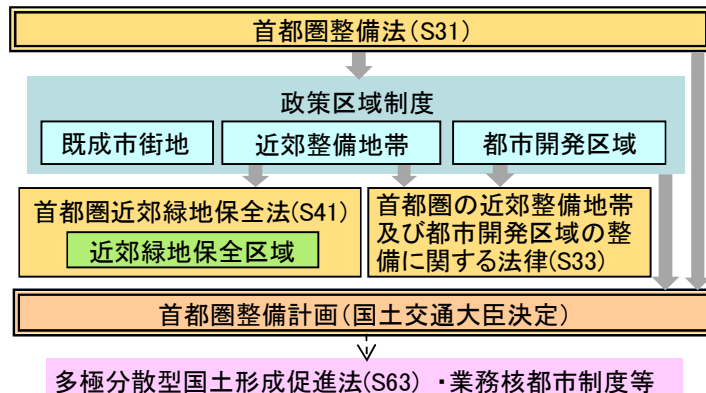 首都圏整備法(S31)
政策区域制度
既成市街地
近郊整備地帯
都市開発区域
首都圏近郊緑地保全法(S41)
近郊緑地保全区域
首都圏の近郊整備地帯
及び都市開発区域の整
備に関する法律(S33)
首都圏整備計画(国土交通大臣決定)
多極分散型国土形成促進法(S63) ・業務核都市制度等